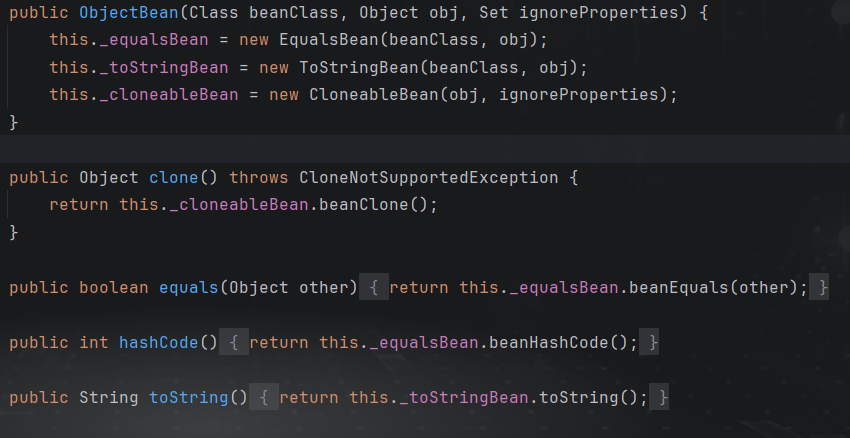 public ObjectBean(Class beanClass, Object obj, Set ignoreProperties) {
this._equalsBean = new EqualsBean(beanClass, obj);
this._toStringBean = new ToStringBean(beanClass, obj);
this._cloneableBean = new CloneableBean(obj, ignoreProperties);
}
public Object clone() throws CloneNotSupportedException {
return this._cloneableBean.beanClone();
}
public boolean equals(Object other) { return this._equalsBean.beanEquals(other); }
public int hashCode() { return this._equalsBean.beanHashCode(); }
public String toString() { return this._toStringBean.toString(); }